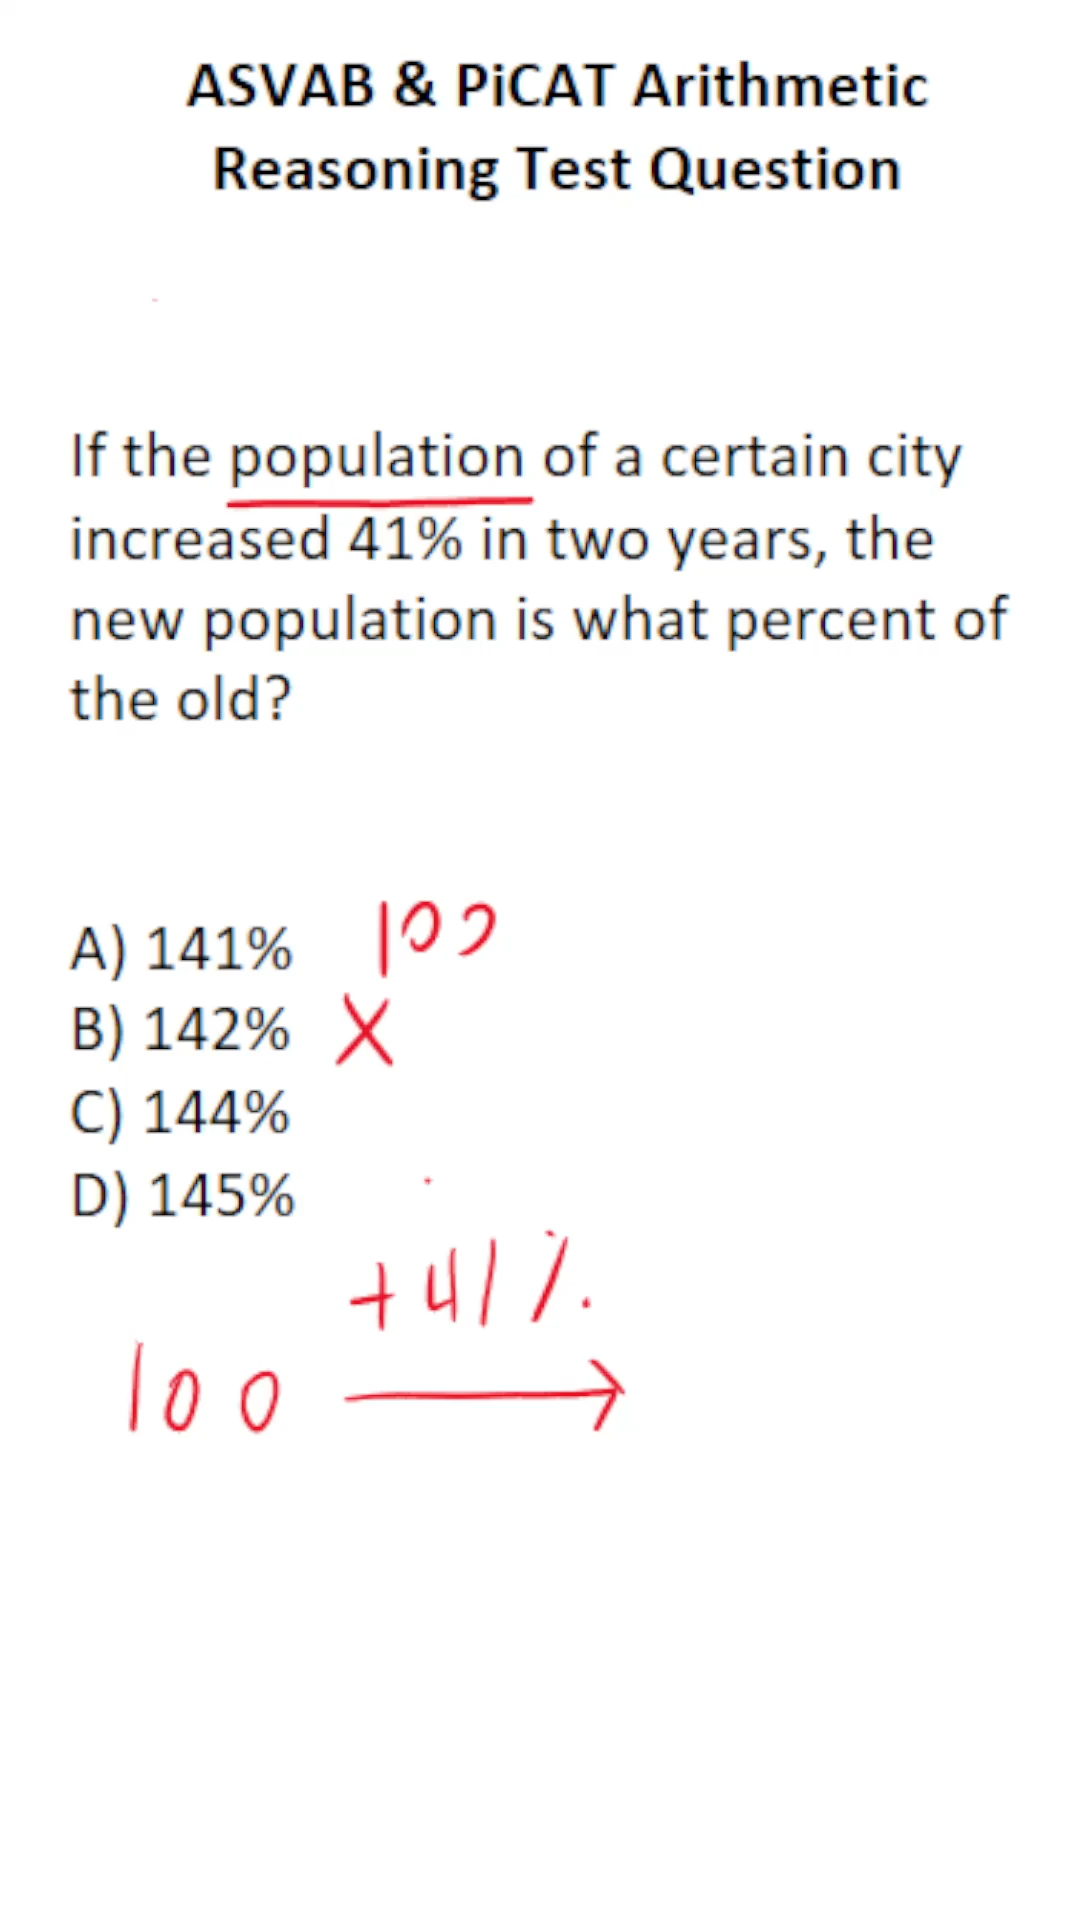 ASVAB & PiCAT Arithmetic
Reasoning Test Question
If the population of a certain city
increased 41% in two years, the
new population is what percent of
the old?
A) 141% 100
B) 142% X
C) 144%
D) 145%
+41%
100 →